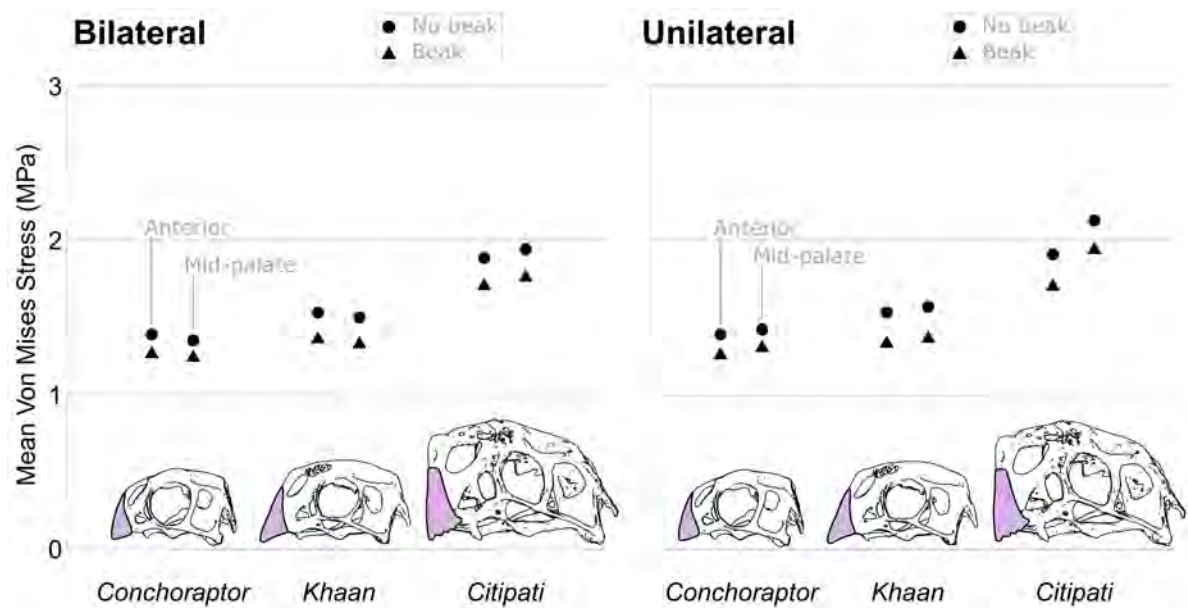 Bilateral
No beak
Beak
Unilateral
No beak
Beak
Mean Von Mises Stress (MPa)
3
2
1
0
Anterior
Mid-palate
Anterior
Mid-palate
Conchoraptor Khaan Citipati
Conchoraptor Khaan Citipati